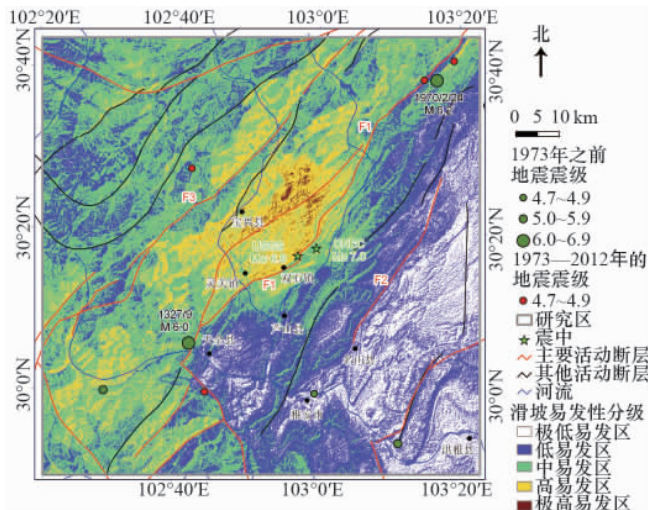 102°20′E
102°40′E
103°0′E
103°20′E
30°40′N
30°20′N
30°0′N
30°40′N
30°20′N
30°0′N
102°40′E
103°0′E
103°20′E
F1
F3
F1
F2
1327/9
M 6.0
宝兴县
芦山县
北
0 5 10 km
1973年之前
地震震级
4.7~4.9
5.0~5.9
6.0~6.9
1973—2012年的
地震震级
4.7~4.9
研究区
震中
主要活动断层
其他活动断层
河流
滑坡易发性分级
极低易发区
低易发区
中易发区
高易发区
极高易发区